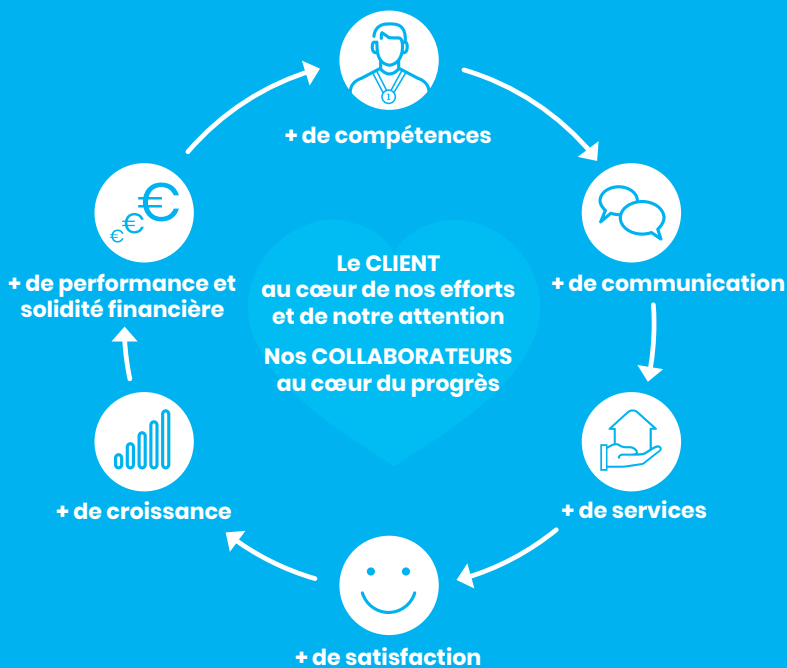 + de compétences
+ de performance et
solidité financière
Le CLIENT
au cœur de nos efforts
et de notre attention
Nos COLLABORATEURS
au cœur du progrès
+ de communication
+ de croissance
+ de services
+ de satisfaction
€
€
€
1